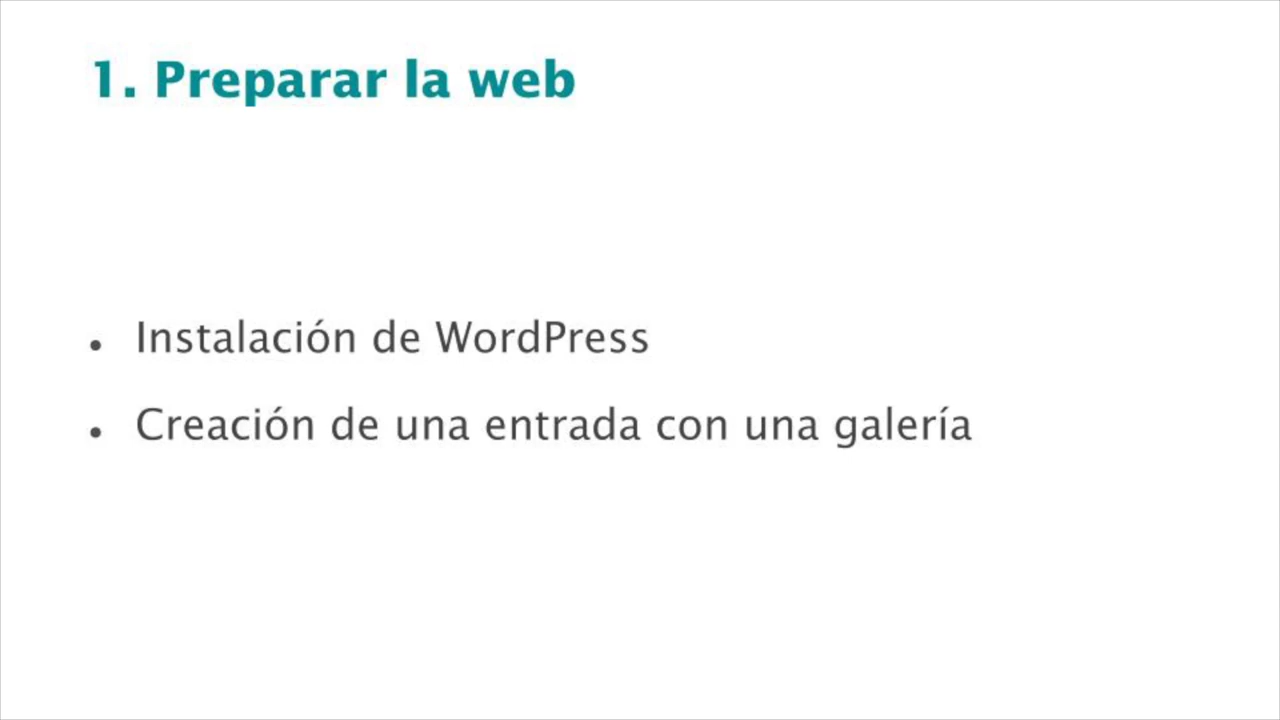 1. Preparar la web
• Instalación de WordPress
• Creación de una entrada con una galería